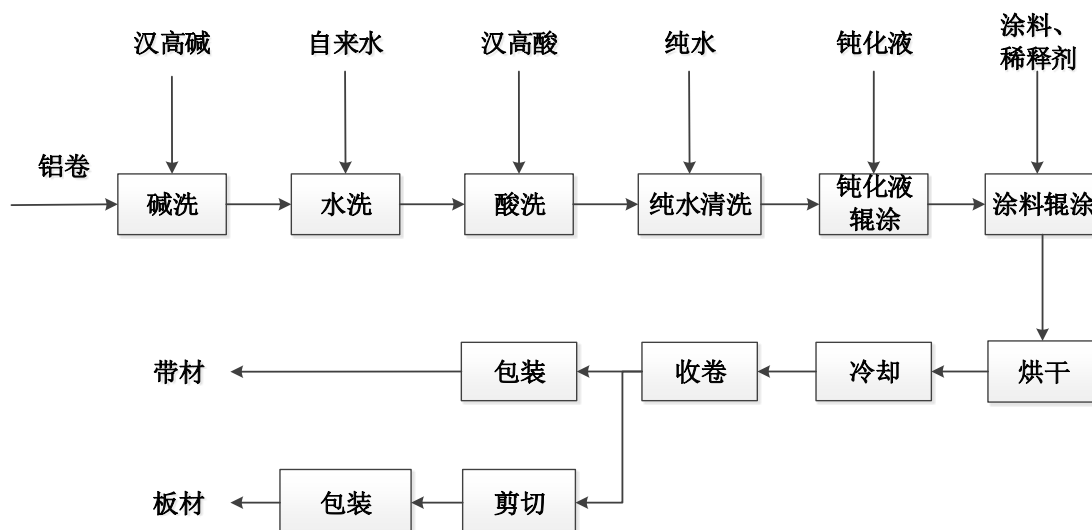 汉高碱
自来水
汉高酸
纯水
钝化液
涂料、
稀释剂
铝卷
碱洗
水洗
酸洗
纯水清洗
钝化液
辊涂
涂料辊涂
带材
包装
收卷
冷却
烘干
板材
包装
剪切